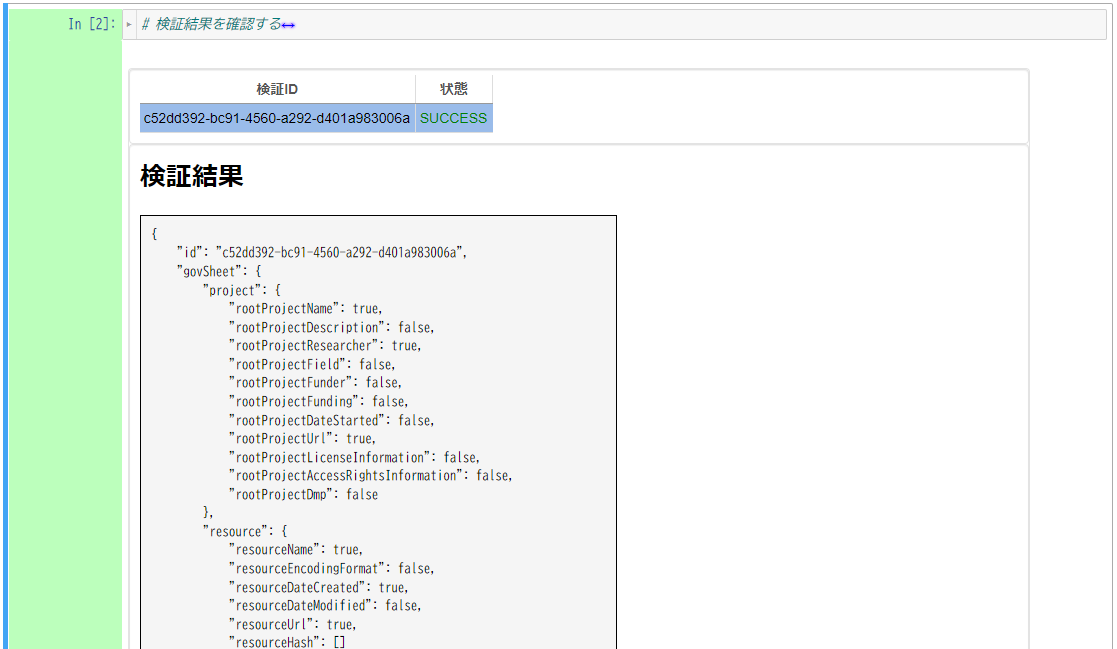 In [2]: # 検証結果を確認する↔
検証ID 状態
c52dd392-bc91-4560-a292-d401a983006a SUCCESS
検証結果
{
    "id": "c52dd392-bc91-4560-a292-d401a983006a",
    "govSheet": {
        "project": {
            "rootProjectName": true,
            "rootProjectDescription": false,
            "rootProjectResearcher": true,
            "rootProjectField": false,
            "rootProjectFunder": false,
            "rootProjectFunding": false,
            "rootProjectDateStarted": false,
            "rootProjectUrl": true,
            "rootProjectLicenseInformation": false,
            "rootProjectAccessRightsInformation": false,
            "rootProjectDmp": false
        },
        "resource": {
            "resourceName": true,
            "resourceEncodingFormat": false,
            "resourceDateCreated": true,
            "resourceDateModified": false,
            "resourceUrl": true,
            "resourceHash": []